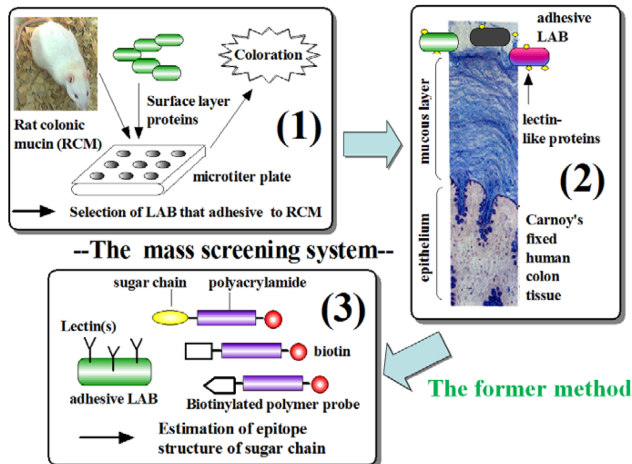 Coloration
Rat colonic
mucin (RCM)
Surface layer
proteins
(1)
microtiter plate
Selection of LAB that adhesive to RCM
adhesive
LAB
mucous layer
lectin-
like proteins
(2)
epithelium
Carnoy's
fixed
human
colon
tissue
--The mass screening system--
sugar chain
polyacrylamide
(3)
Lectin(s)
biotin
adhesive LAB
Biotinylated polymer probe
Estimation of epitope
structure of sugar chain
The former method